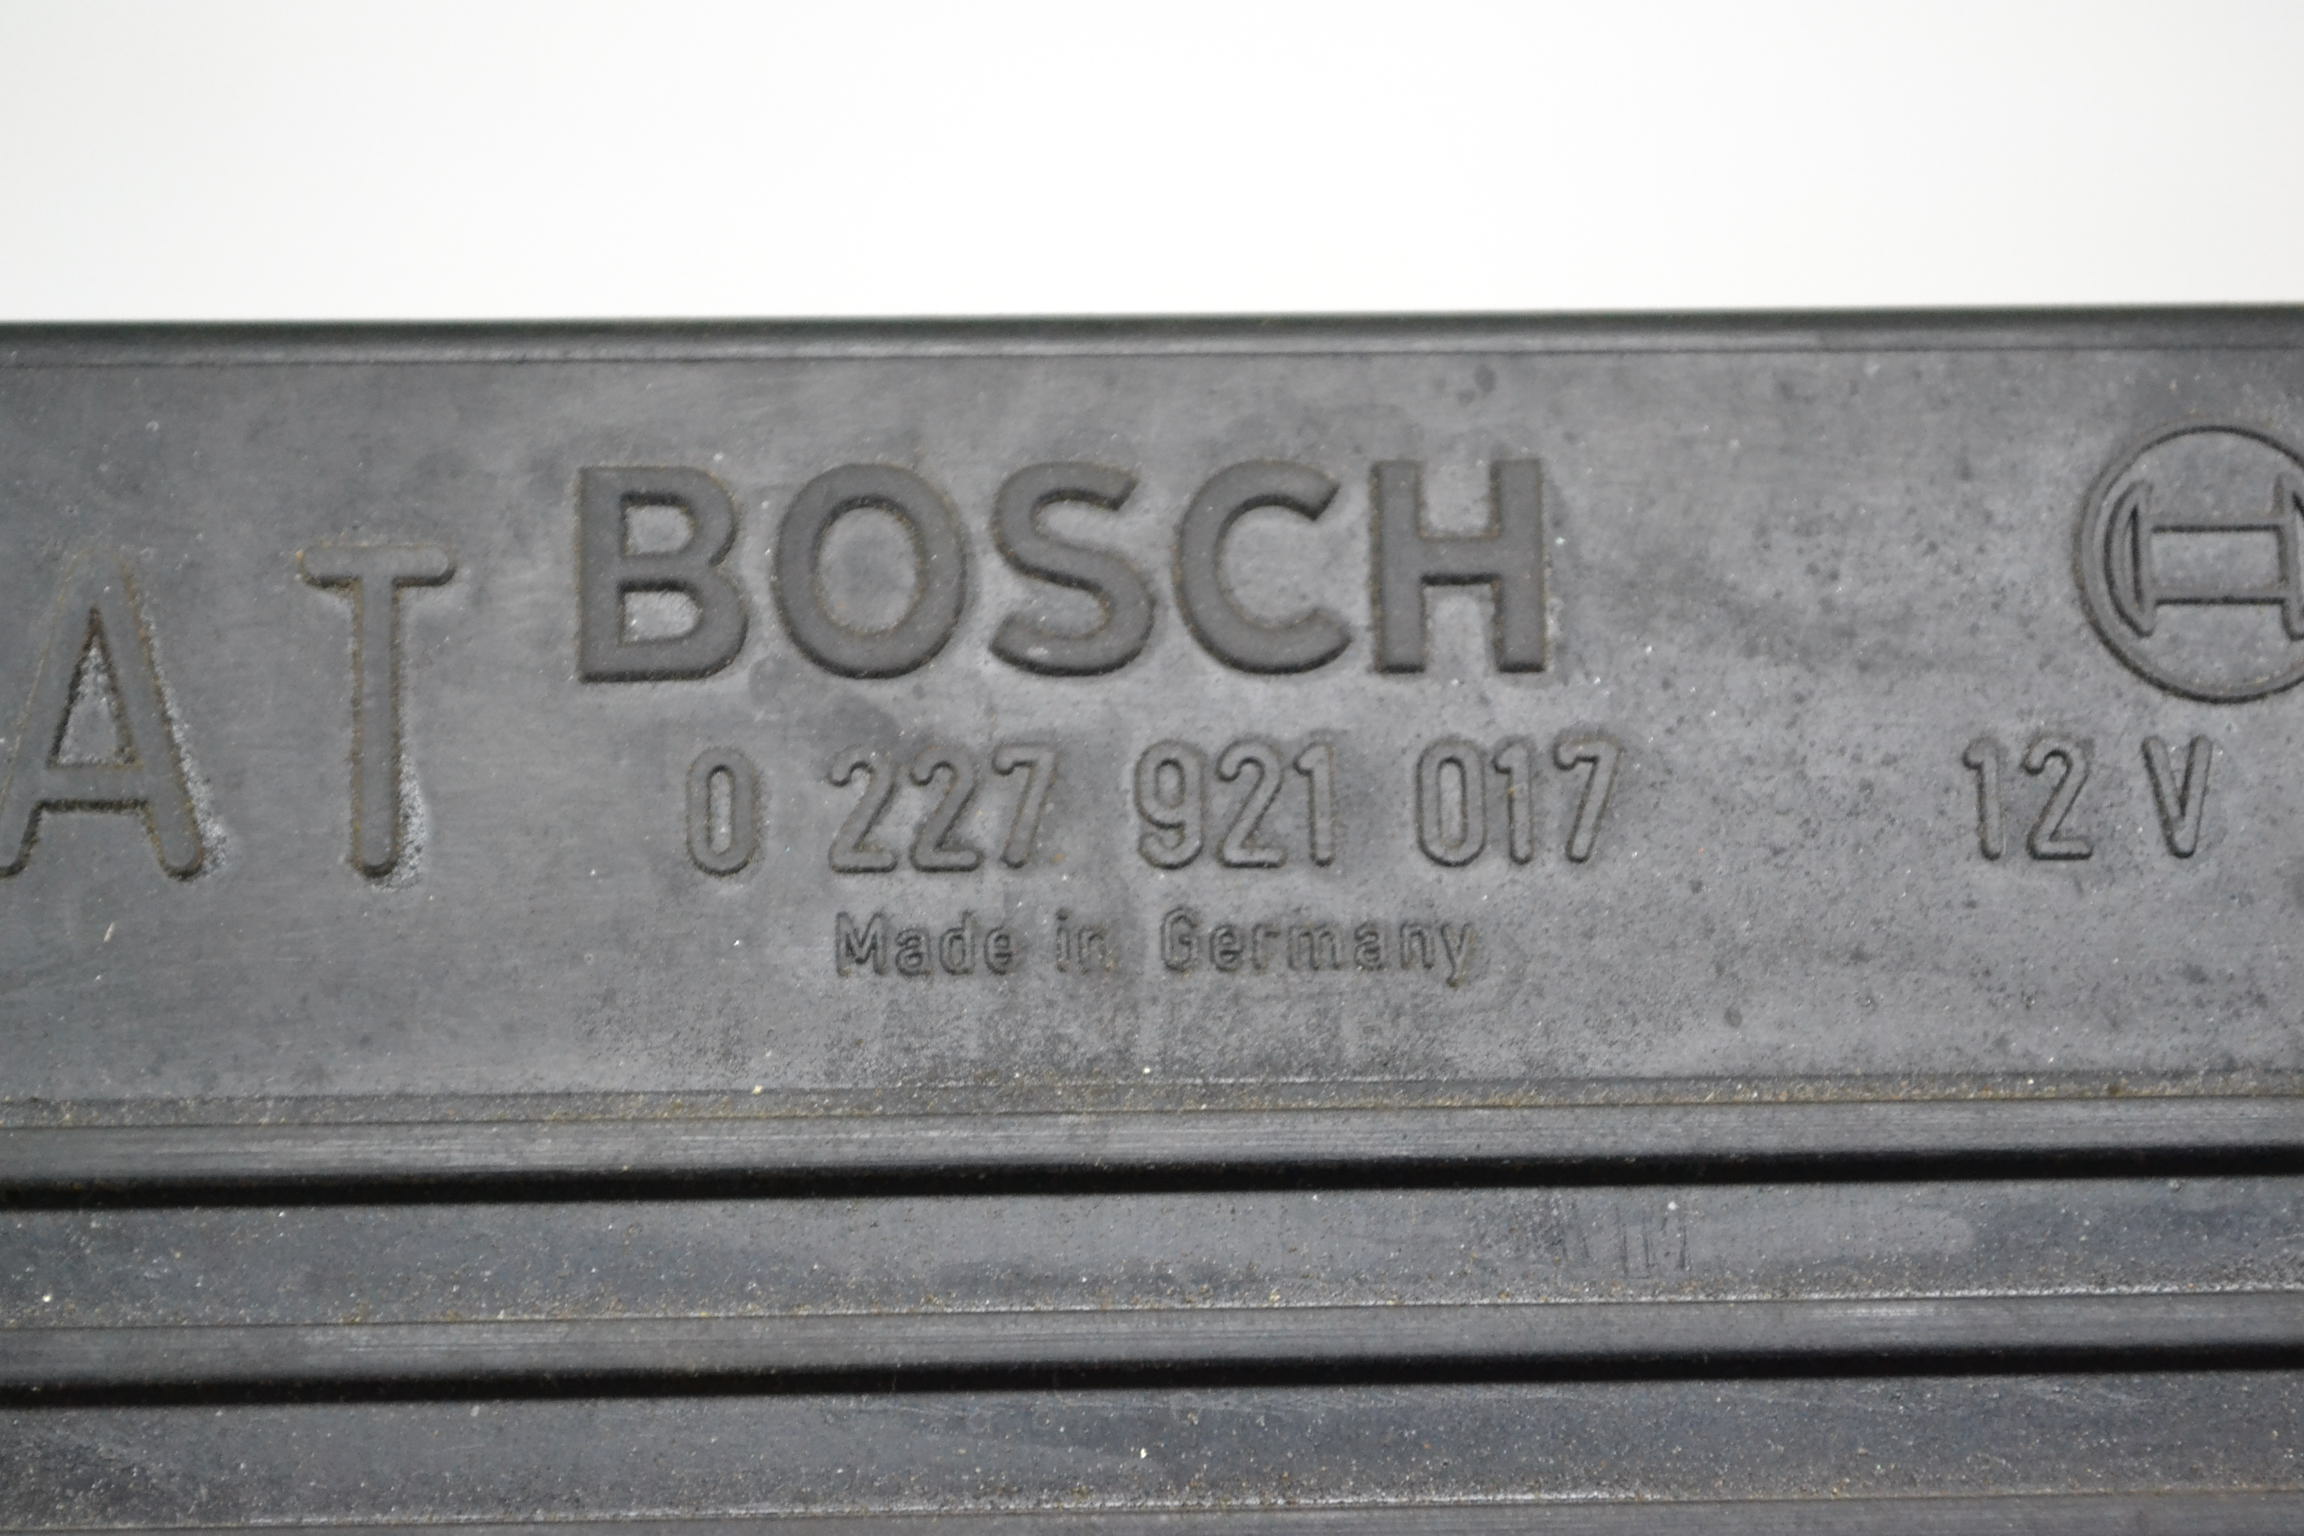 AT BOSCH
0 227 921 017 12 V
Made in Germany